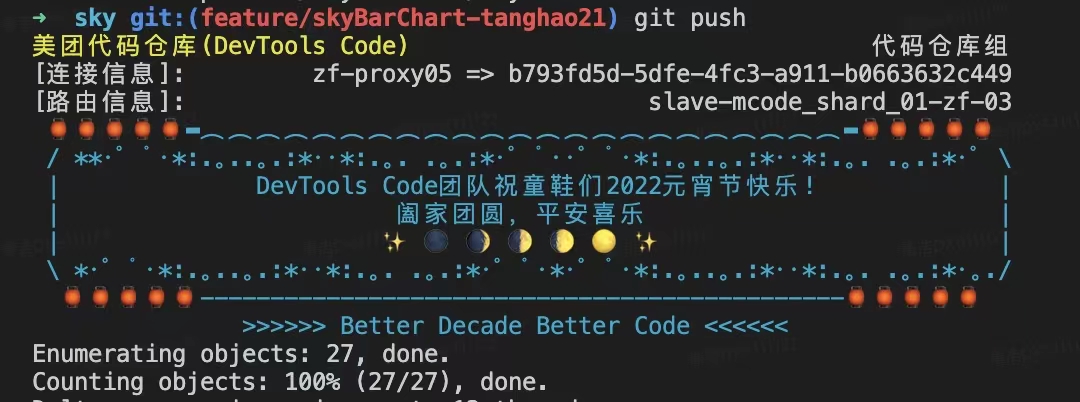 ➜ sky git:(feature/skyBarChart-tanghao21) git push
美团代码仓库(DevTools Code) 代码仓库组
[连接信息]: zf-proxy05 => b793fd5d-5dfe-4fc3-a911-b0663632c449
[路由信息]: slave-mcode_shard_01-zf-03
DevTools Code团队祝童鞋们2022元宵节快乐!
阖家团圆, 平安喜乐
>>>>>> Better Decade Better Code <<<<<<
Enumerating objects: 27, done.
Counting objects: 100% (27/27), done.